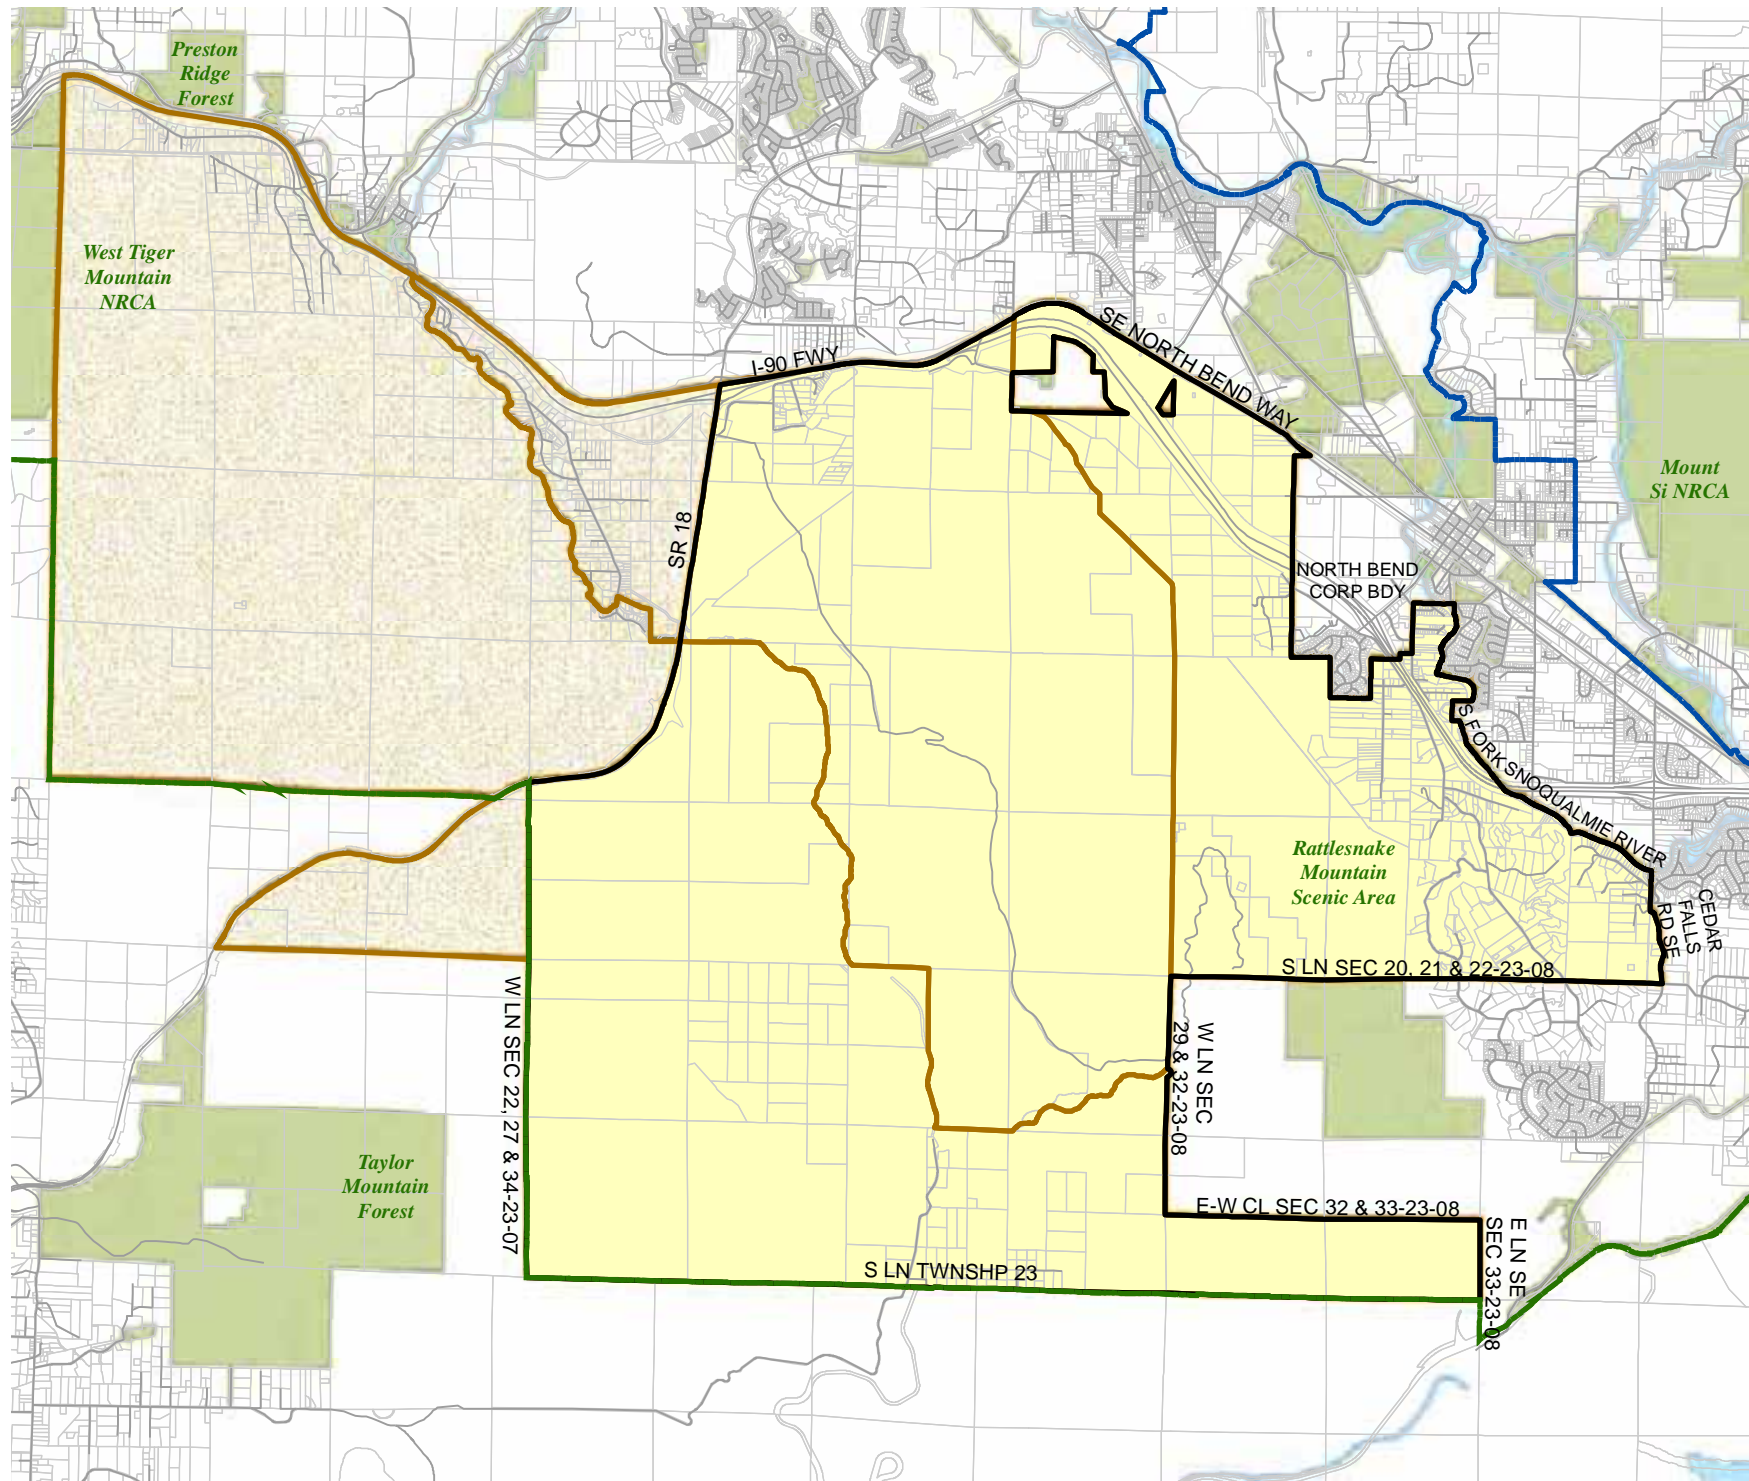 Preston
Ridge
Forest
West Tiger
Mountain
NRCA
I-90 FWY
SE NORTH BEND WAY
Mount
Si NRCA
SR 18
NORTH BEND
CORP BDY
S FORK SNOQUALMIE RIVER
Rattlesnake
Mountain
Scenic Area
CEDAR
FALLS
RD SE
S LN SEC 20, 21 & 22-23-08
W LN SEC 22, 27 & 34-23-07
W LN SEC
29 & 32-23-08
Taylor
Mountain
Forest
E-W CL SEC 32 & 33-23-08
E LN SE
SEC 33-23-08
S LN TWNSHP 23